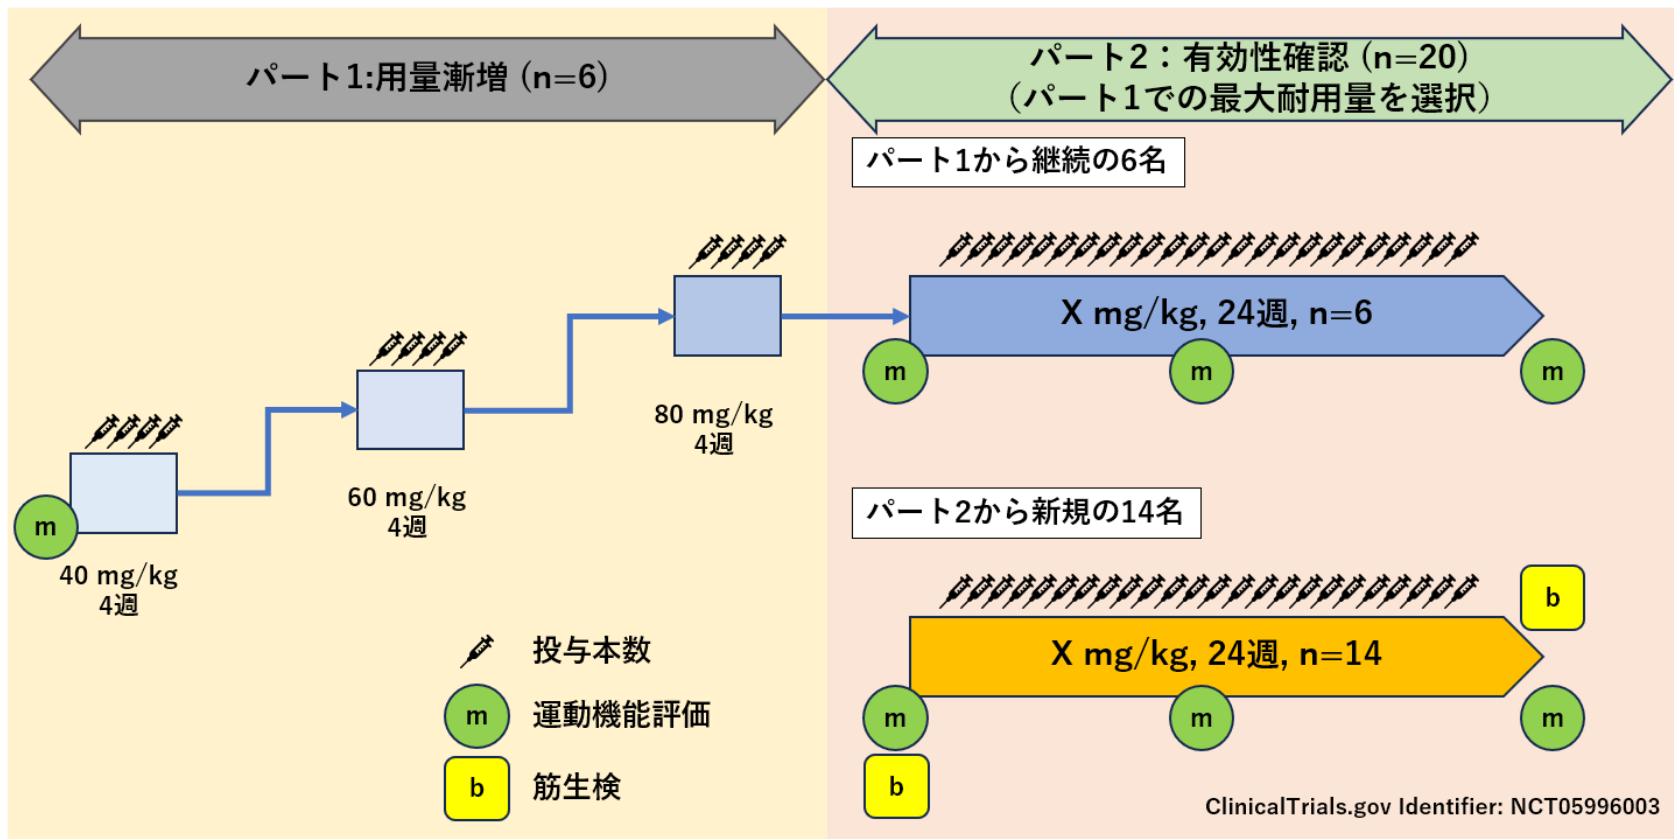 パート1:用量漸増 (n=6)
パート2：有効性確認 (n=20)
（パート1での最大耐用量を選択）
パート1から継続の6名
X mg/kg, 24週, n=6
m
m
m
80 mg/kg
4週
60 mg/kg
4週
m
40 mg/kg
4週
パート2から新規の14名
b
X mg/kg, 24週, n=14
m
m
m
b
投与本数
m 運動機能評価
b 筋生検
ClinicalTrials.gov Identifier: NCT05996003